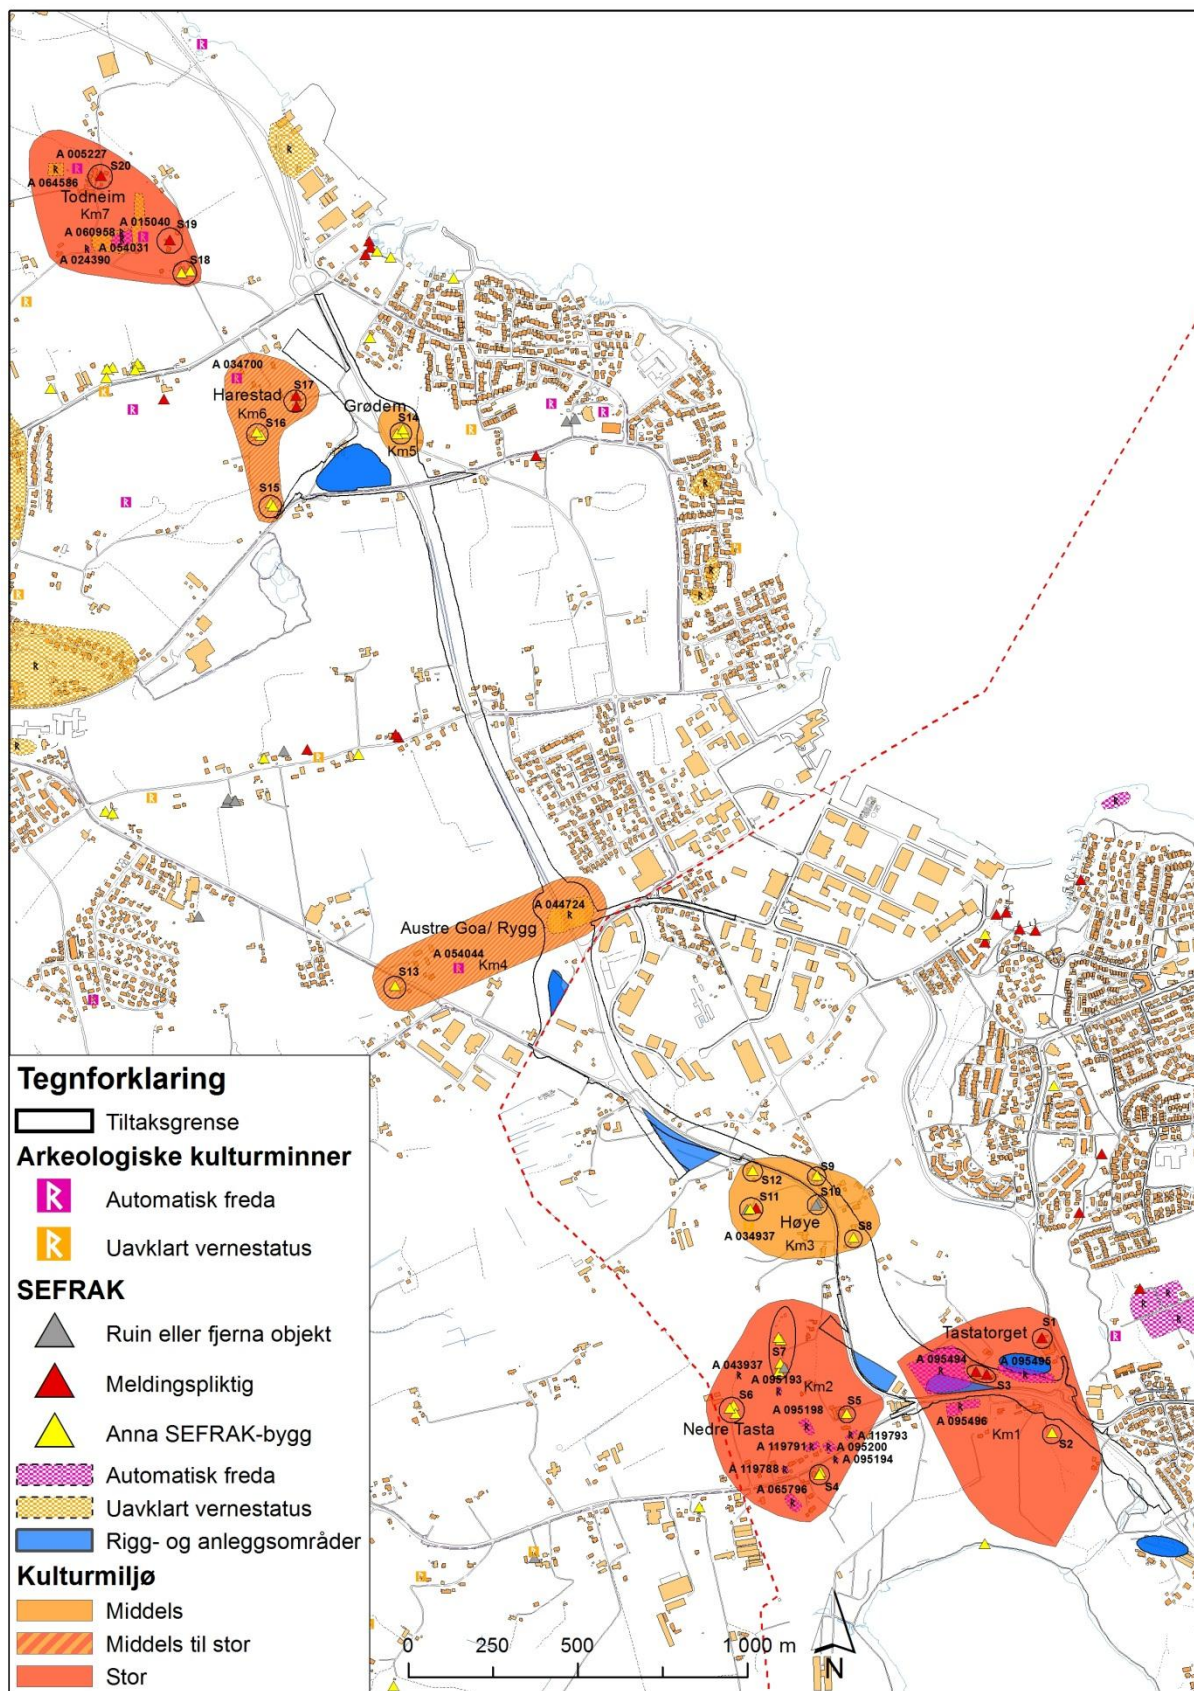 A 005227
S20
A 064586
Todneim
Km7
A 015040
S19
A 060958
A 054031
A 024390
S18
A 034700
S17
Harestad
Grødem
Km6
S16
S14
Km5
S15
A 044724
Austre Goa/ Rygg
A 054044
Km4
S13
S12
S9
S11
S10
Høye
S8
A 034937
Km3
S1
Tastatorget
S7
A 095494
A 095495
A 043937
A 095193
S3
Km2
S6
A 095198
S5
A 095496
Nedre Tasta
A 119793
Km1
S2
A 119791
A 095200
A 095194
A 119788
S4
A 065796
Tegnforklaring
Tiltaksgrense
Arkeologiske kulturminner
R Automatisk freda
R Uavklart vernestatus
SEFRAK
Ruin eller fjerna objekt
Meldingspliktig
Anna SEFRAK-bygg
Automatisk freda
Uavklart vernestatus
Rigg- og anleggsområder
Kulturmiljø
Middels
Middels til stor
Stor
0 250 500 1 000 m
N